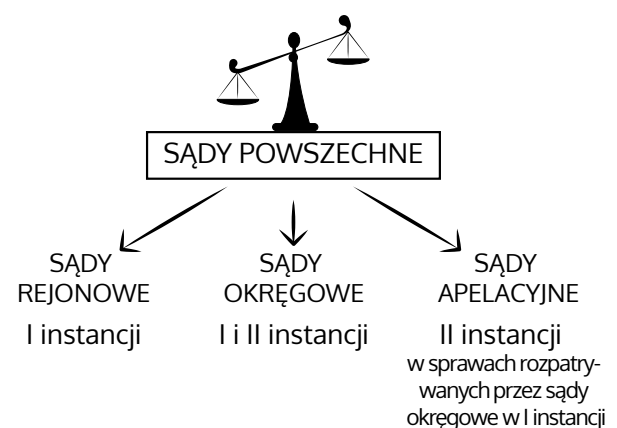 SĄDY POWSZECHNE
SĄDY
REJONOWE
I instancji
SĄDY
OKRĘGOWE
I i II instancji
SĄDY
APELACYJNE
II instancji
w sprawach rozpatry-
wanych przez sądy
okręgowe w I instancji